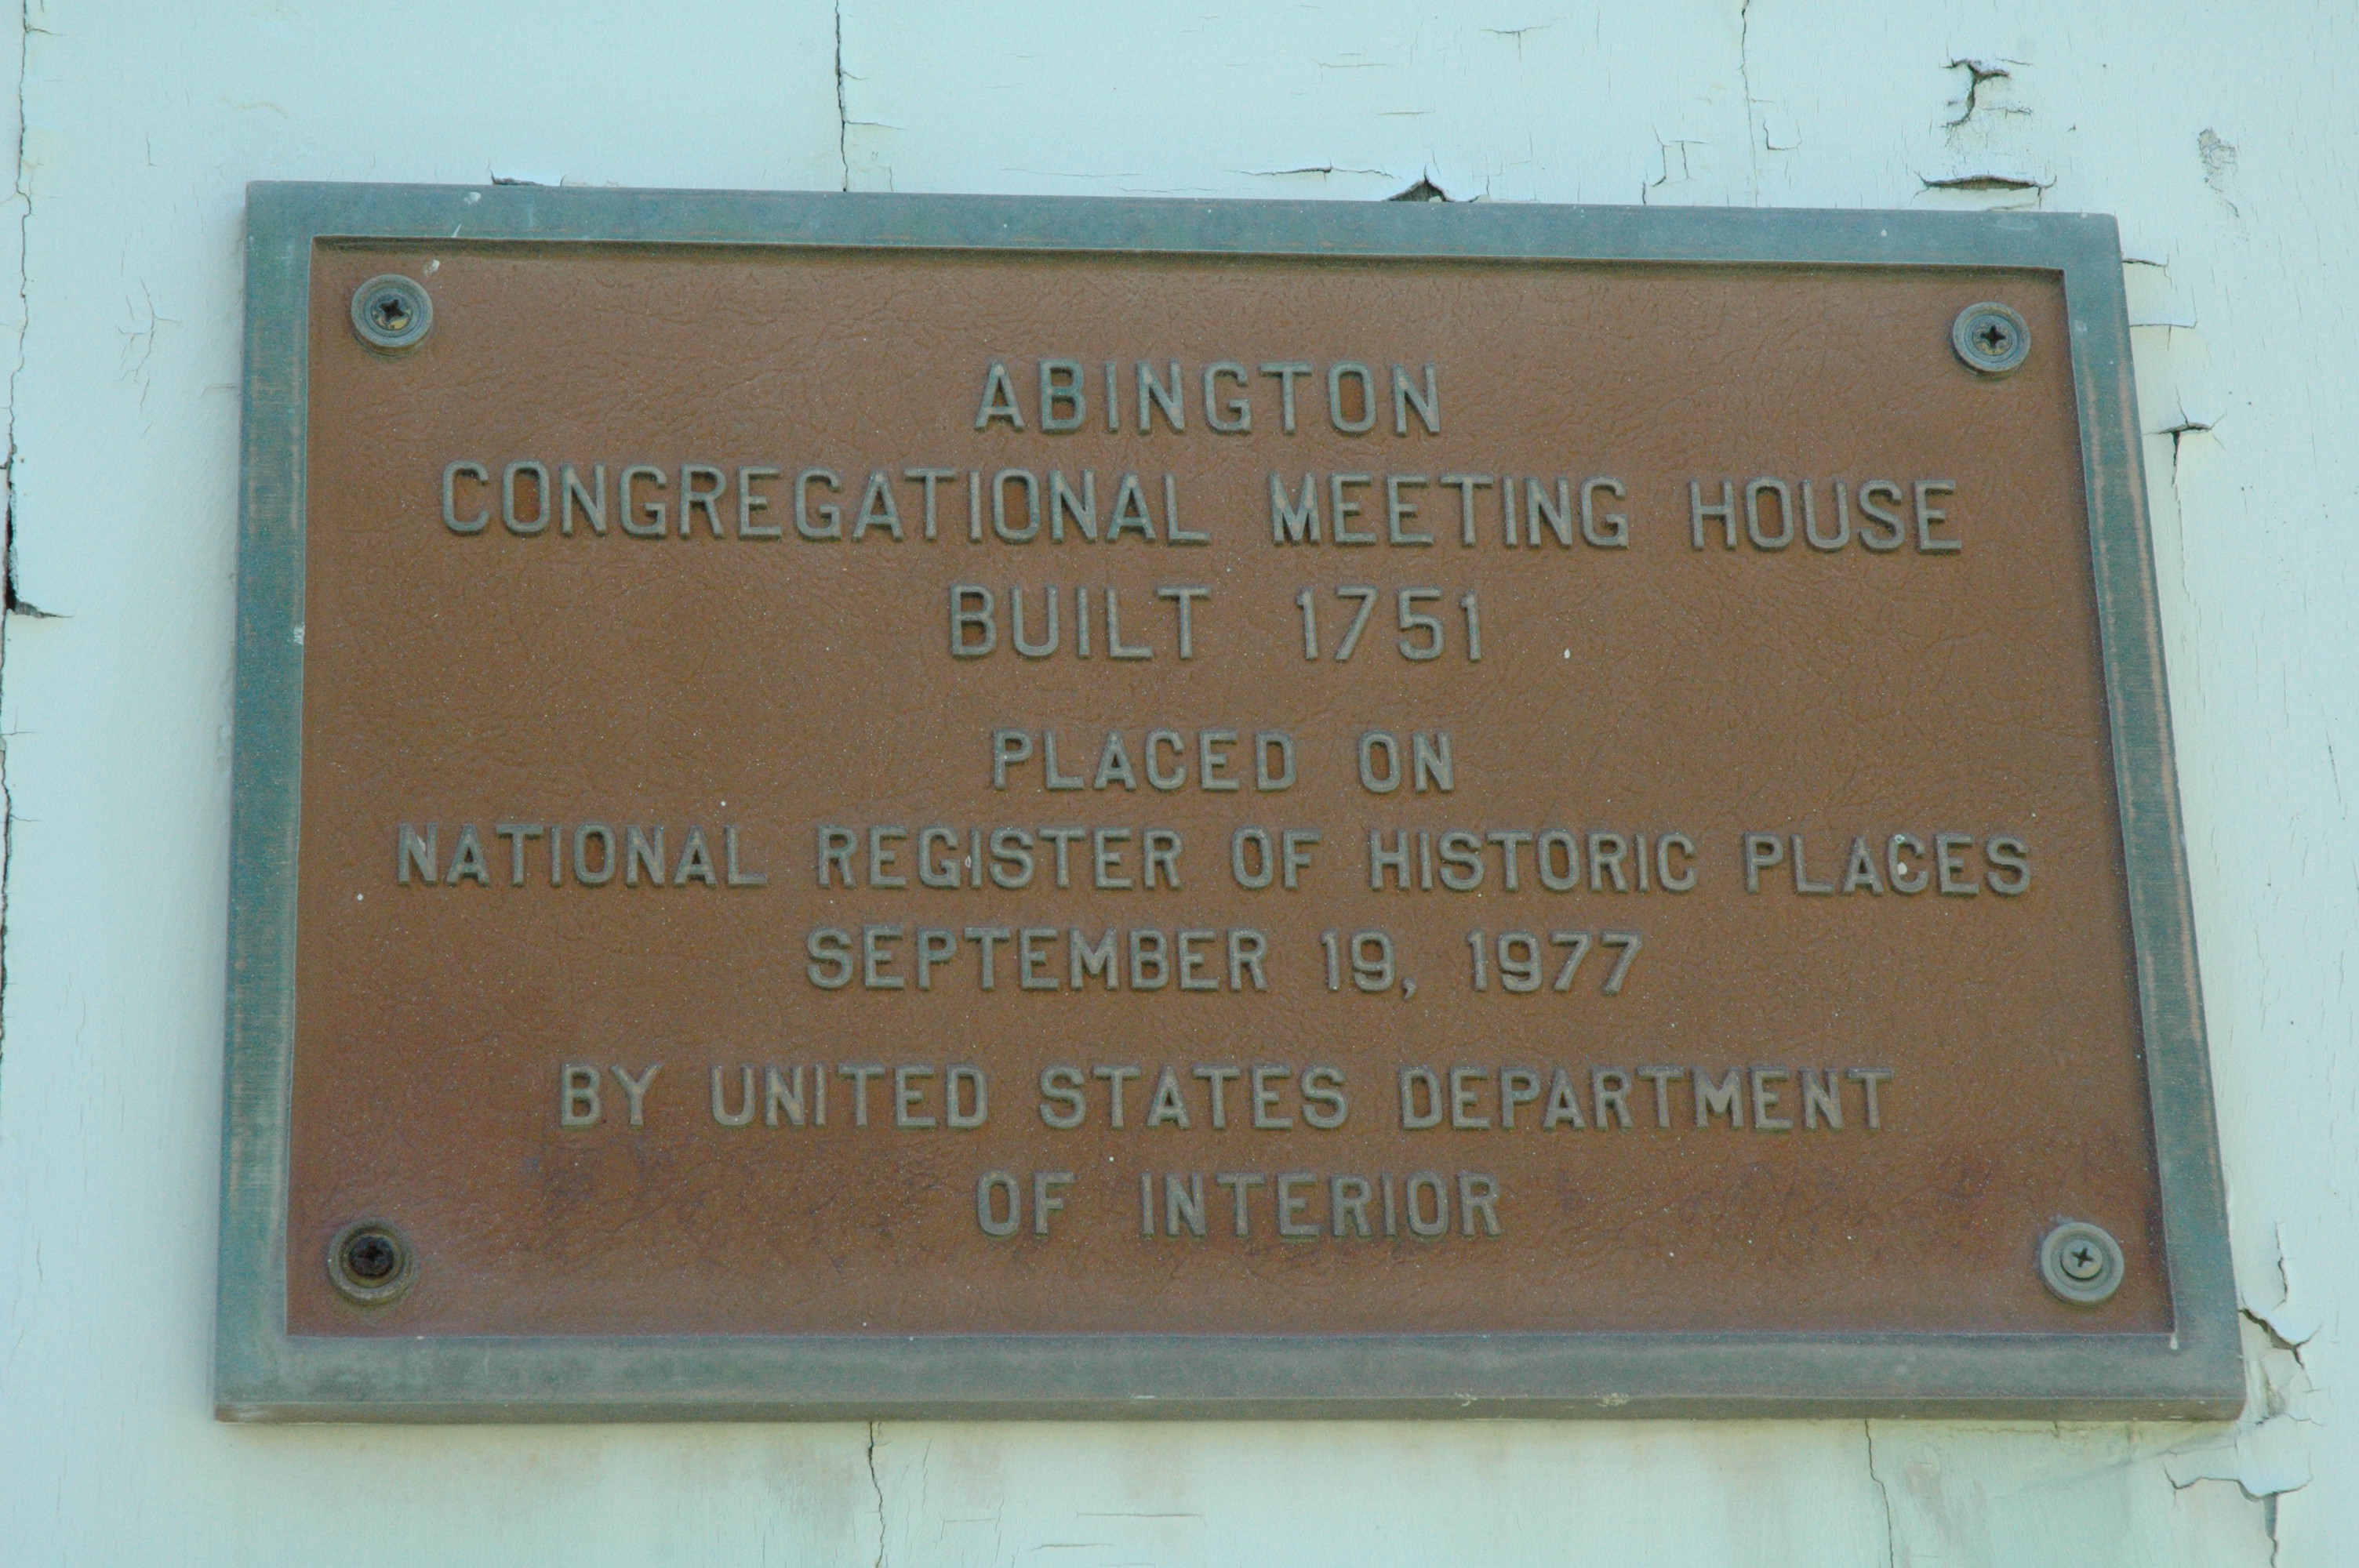 ABINGTON
CONGREGATIONAL MEETING HOUSE
BUILT 1751
PLACED ON
NATIONAL REGISTER OF HISTORIC PLACES
SEPTEMBER 19, 1977
BY UNITED STATES DEPARTMENT
OF INTERIOR